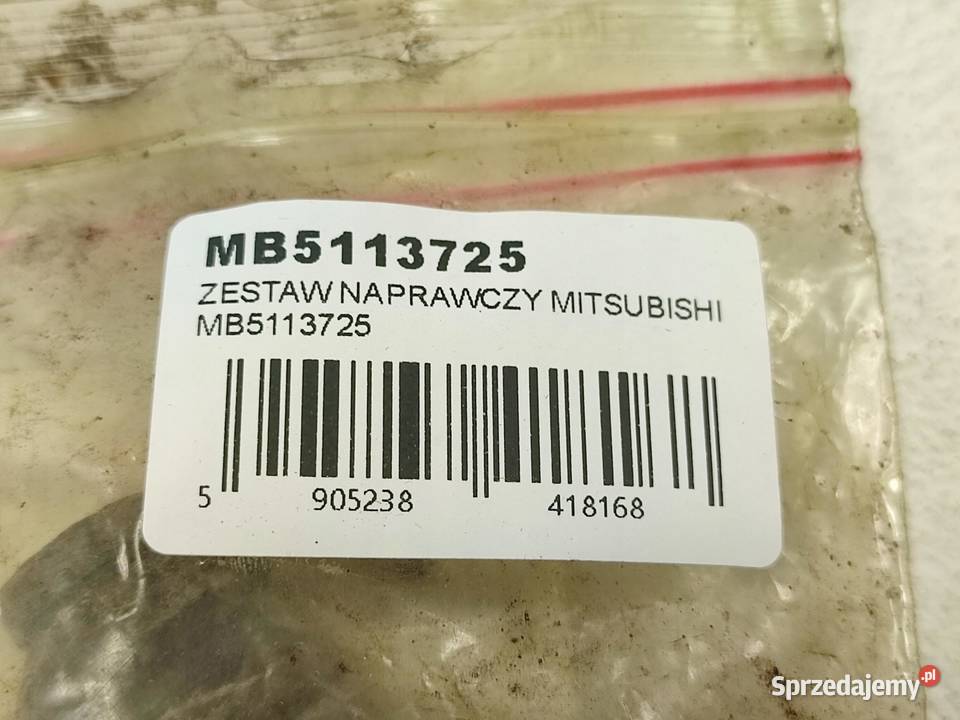 MB5113725
ZESTAW NAPRAWCZY MITSUBISHI
MB5113725
5 905238 418168
Sprzedajemy.pl